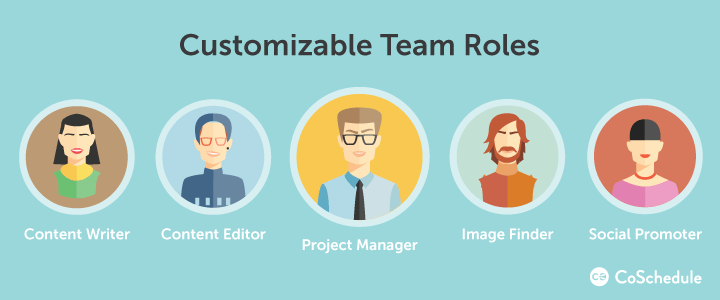 Customizable Team Roles
Content Writer
Content Editor
Project Manager
Image Finder
Social Promoter
CoSchedule